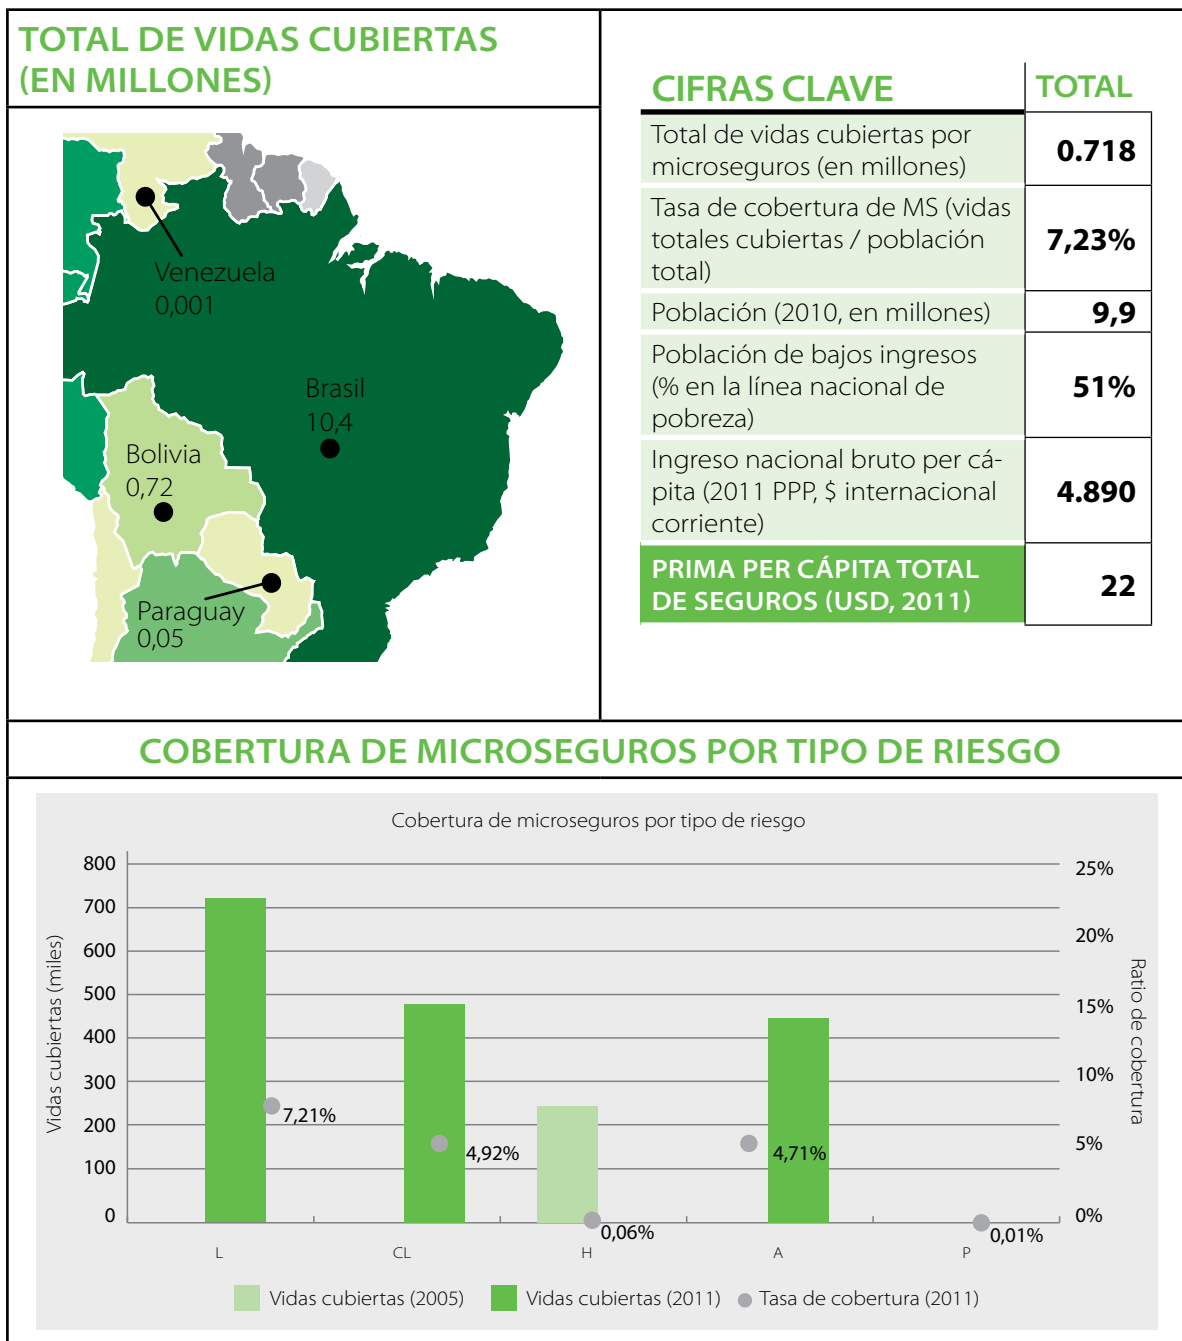 TOTAL DE VIDAS CUBIERTAS
(EN MILLONES)
Venezuela
0,001
Brasil
10,4
Bolivia
0,72
Paraguay
0,05
CIFRAS CLAVE
TOTAL
Total de vidas cubiertas por
microseguros (en millones)
0.718
Tasa de cobertura de MS (vidas
totales cubiertas / población
total)
7,23%
Población (2010, en millones)
9,9
Población de bajos ingresos
(% en la línea nacional de
pobreza)
51%
Ingreso nacional bruto per cá-
pita (2011 PPP, $ internacional
corriente)
4.890
PRIMA PER CÁPITA TOTAL
DE SEGUROS (USD, 2011)
22
COBERTURA DE MICROSEGUROS POR TIPO DE RIESGO
Cobertura de microseguros por tipo de riesgo
Vidas cubiertas (miles)
800
700
600
500
400
300
200
100
0
7,21%
4,92%
0,06%
4,71%
0,01%
25%
20%
15%
10%
5%
0%
Ratio de cobertura
L
CL
H
A
P
Vidas cubiertas (2005)
Vidas cubiertas (2011)
Tasa de cobertura (2011)